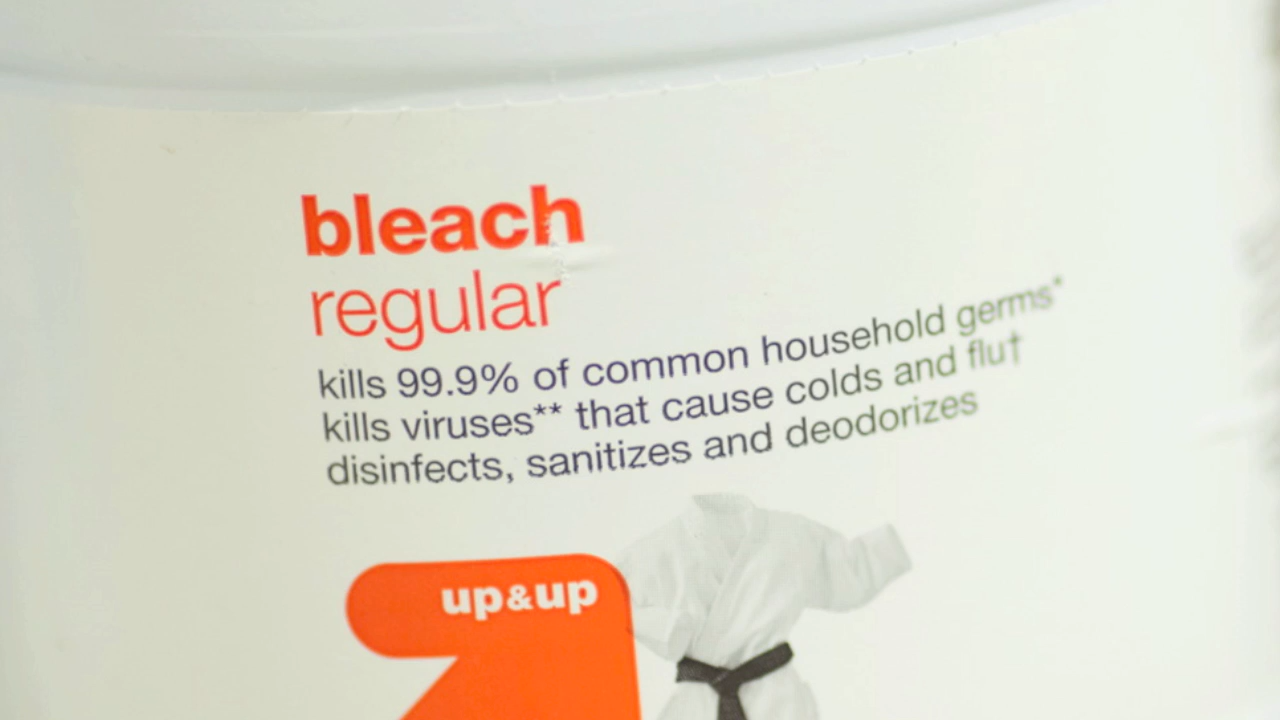 bleach
regular
kills 99.9% of common household germs*
kills viruses** that cause colds and flu†
disinfects, sanitizes and deodorizes
up&up